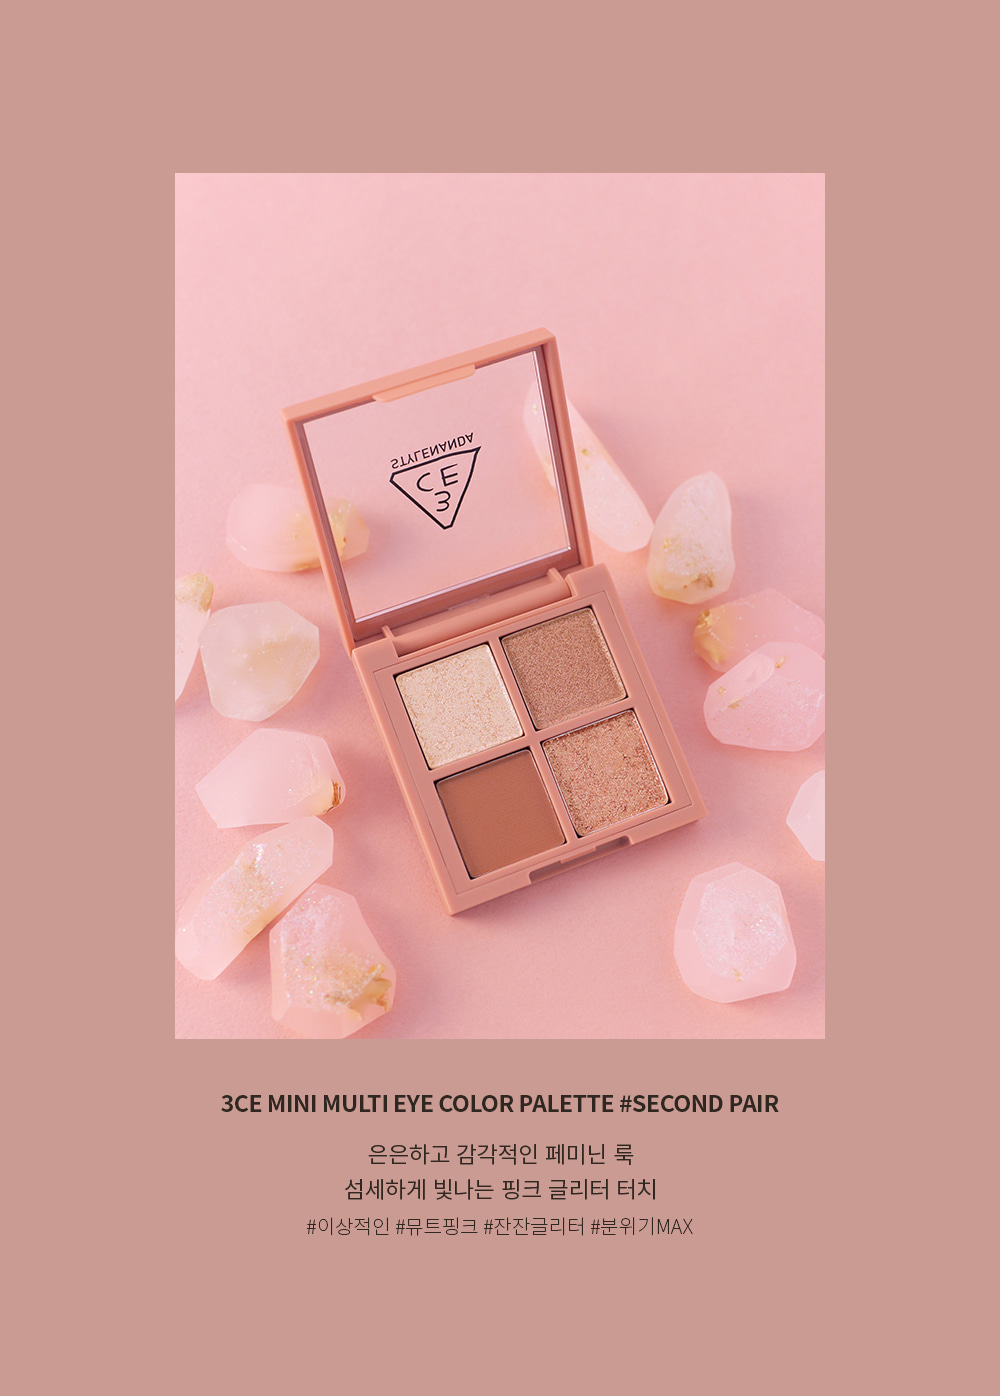 STYLENANDA
3CE
3CE MINI MULTI EYE COLOR PALETTE #SECOND PAIR
은은하고 감각적인 페미닌 룩
섬세하게 빛나는 핑크 글리터 터치
#이상적인 #뮤트핑크 #잔잔글리터 #분위기MAX